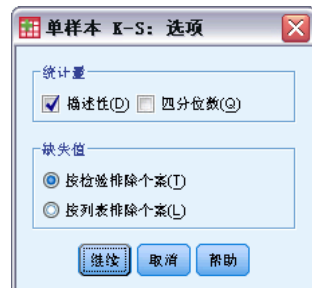 单样本 K-S: 选项
统计量
描述性(D) 四分位数(Q)
缺失值
按检验排除个案(T)
按列表排除个案(L)
继续 取消 帮助